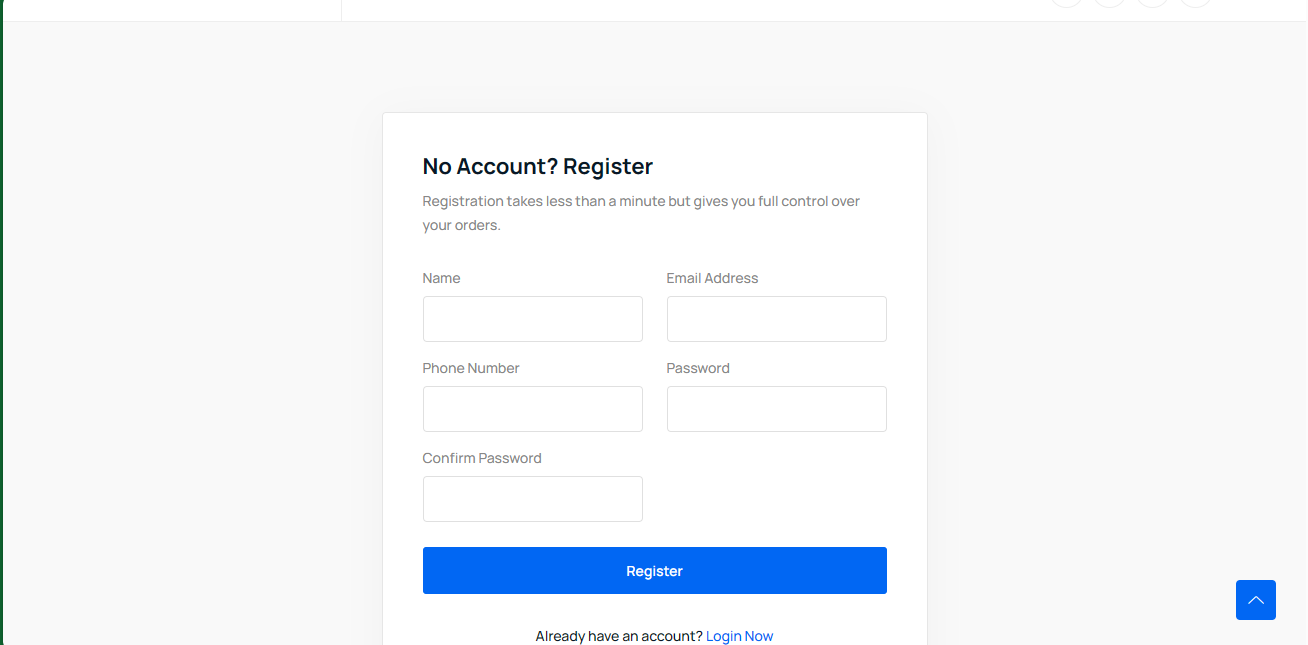 No Account? Register
Registration takes less than a minute but gives you full control over
your orders.
Name
Email Address
Phone Number
Password
Confirm Password
Register
Already have an account? Login Now